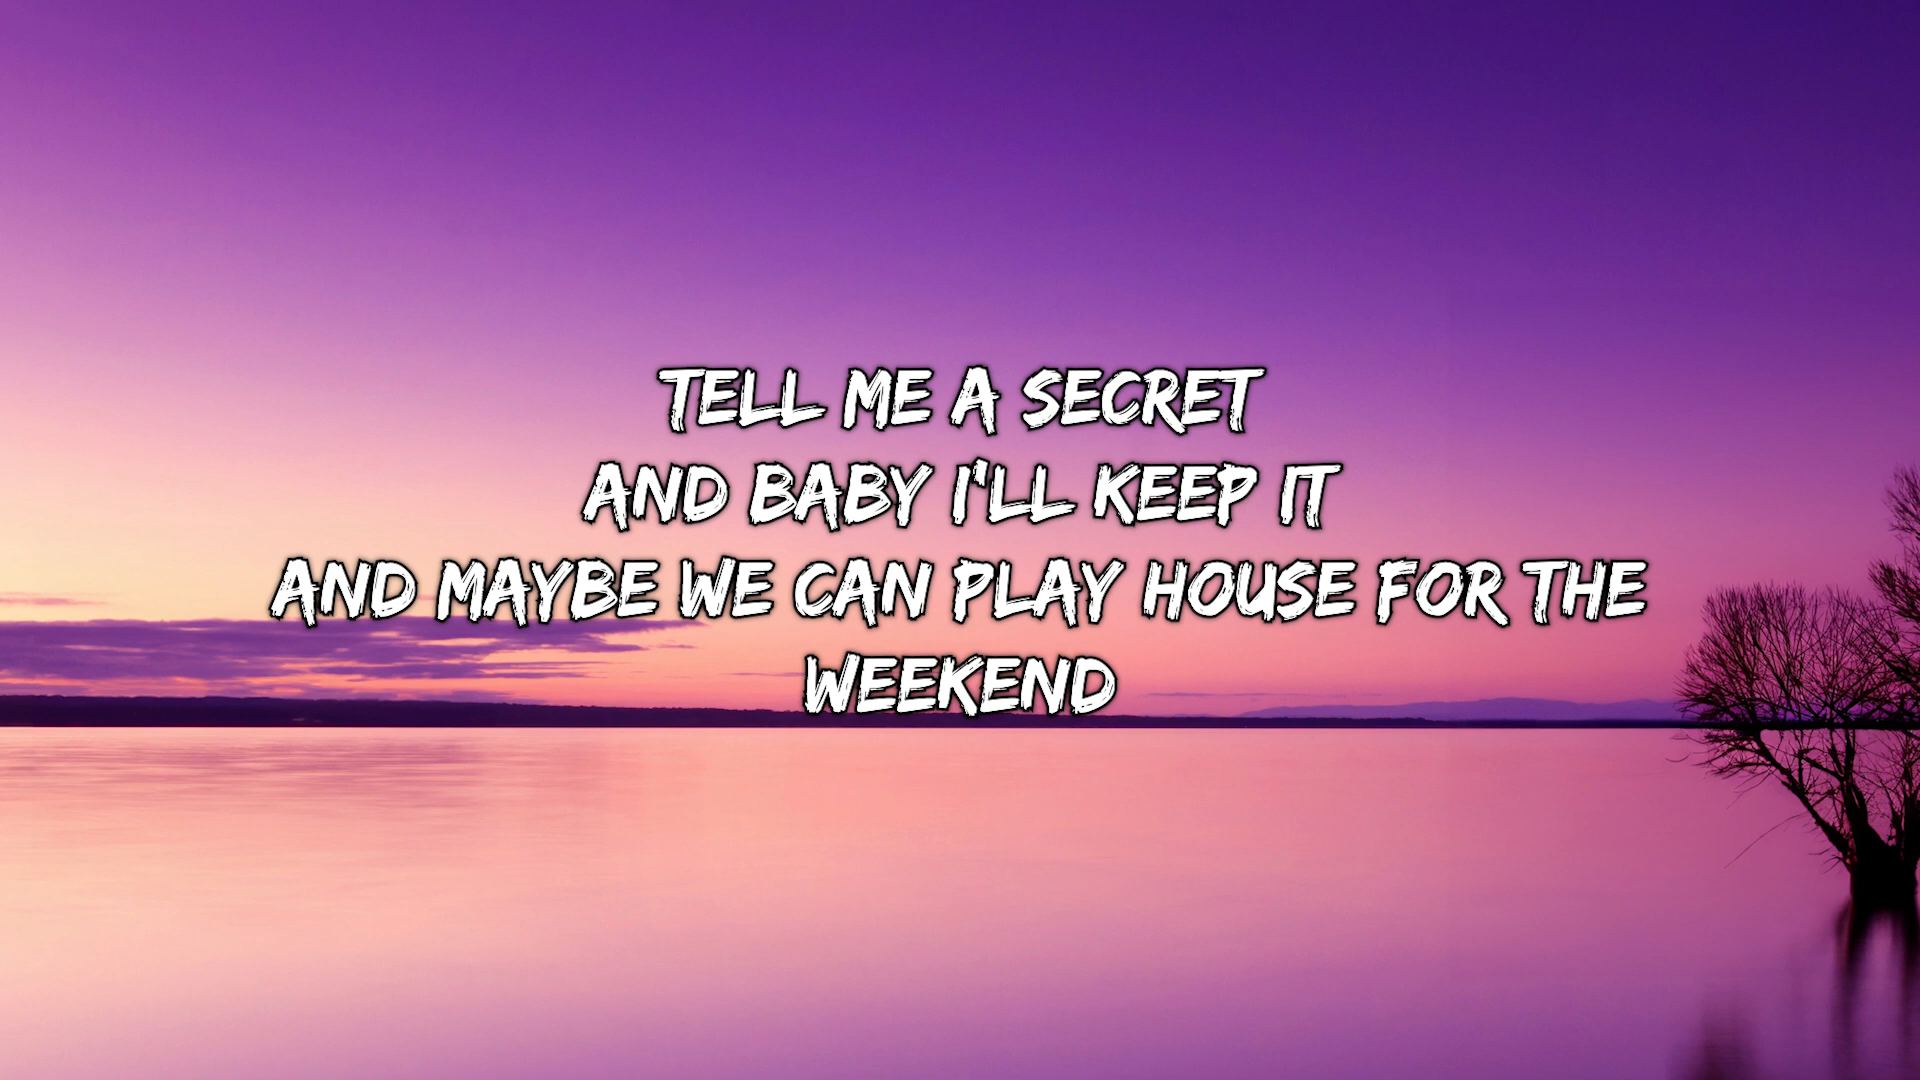 TELL ME A SECRET
AND BABY I'LL KEEP IT
AND MAYBE WE CAN PLAY HOUSE FOR THE
WEEKEND